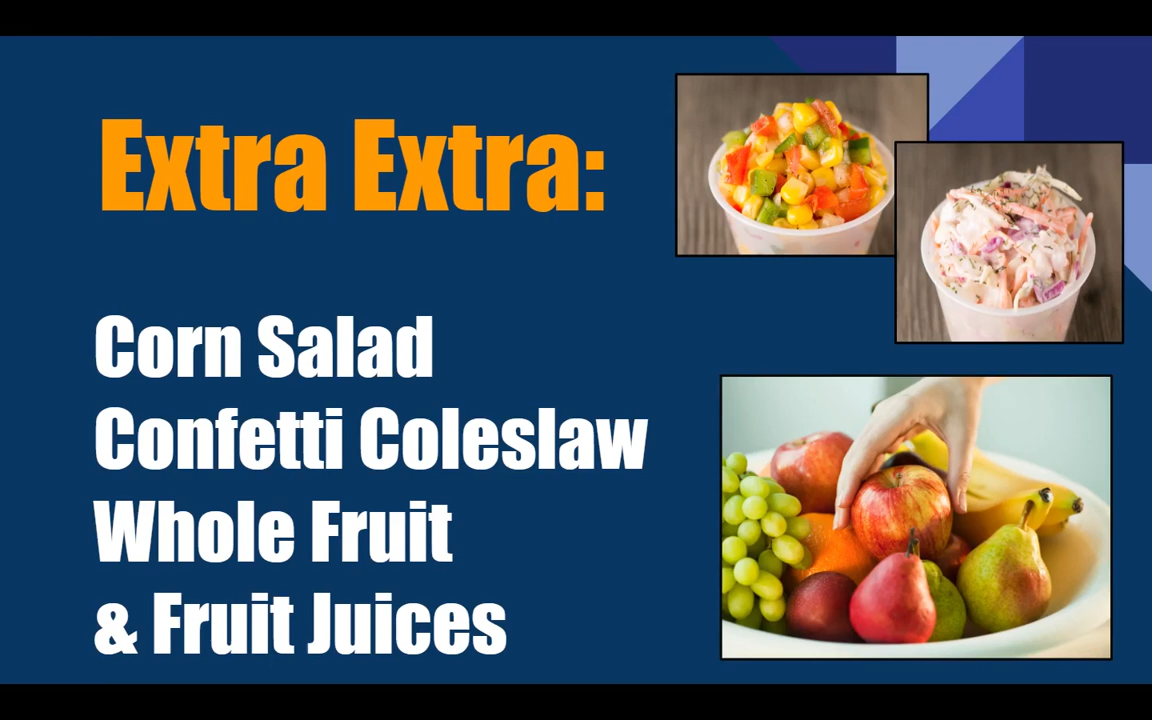 Extra Extra:
Corn Salad
Confetti Coleslaw
Whole Fruit
& Fruit Juices